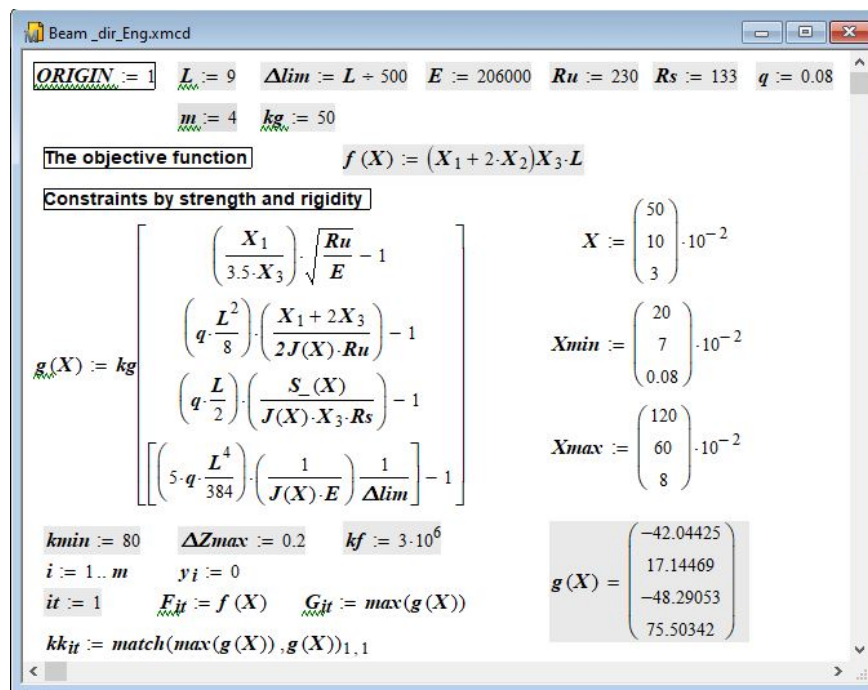 Beam _dir_Eng.xmcd
ORIGIN := 1 L := 9 Δlim := L ÷ 500 E := 206000 Ru := 230 Rs := 133 q := 0.08
m := 4 kg := 50
The objective function f (X) := (X₁ + 2·X₂)X₃·L
Constraints by strength and rigidity
g(X) := kg [ (X₁ / 3.5·X₃)·√(Ru / E) − 1
(q·L² / 8)·(X₁ + 2X₃ / 2J(X)·Ru) − 1
(q·L / 2)·(S_(X) / J(X)·X₃·Rs) − 1
[[(5·q·L⁴ / 384)·(1 / J(X)·E) 1 / Δlim] − 1 ]
X := (50 10 3)·10⁻²
Xmin := (20 7 0.08)·10⁻²
Xmax := (120 60 8)·10⁻²
kmin := 80 ΔZmax := 0.2 kf := 3·10⁶
i := 1.. m yᵢ := 0
it := 1 F_it := f (X) G_it := max(g(X))
kk_it := match(max(g(X)) ,g(X))₁,₁
g(X) = (−42.04425 17.14469 −48.29053 75.50342)